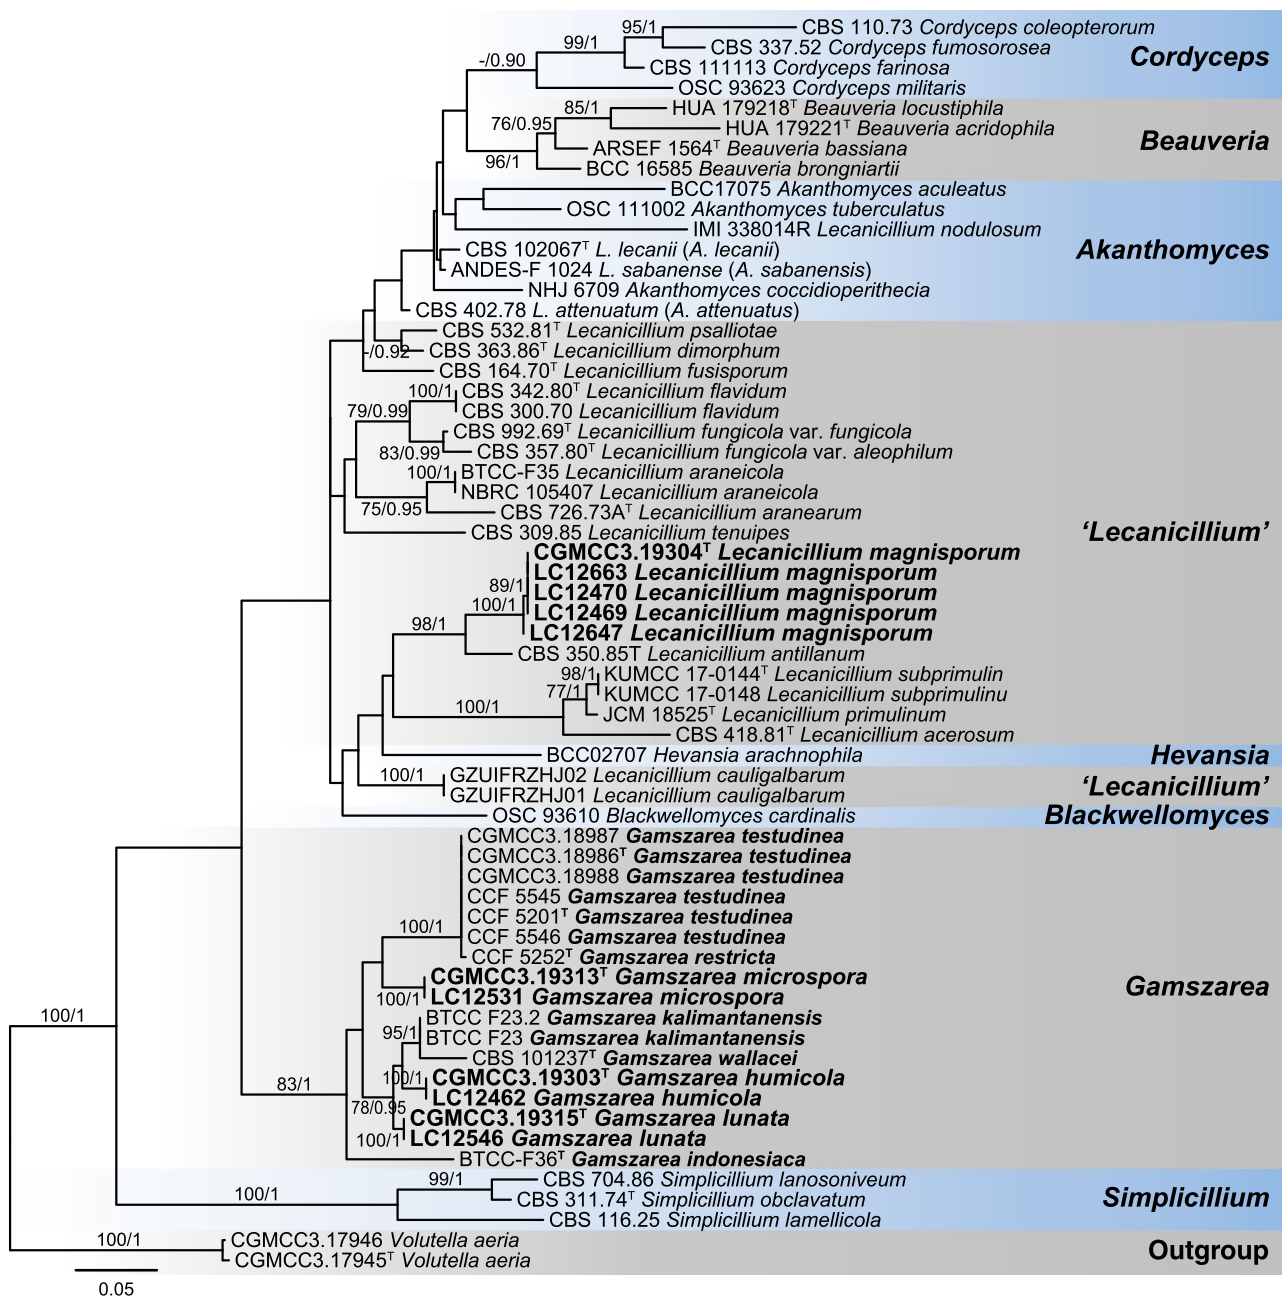 95/1
CBS 110.73 Cordyceps coleopterorum
99/1
CBS 337.52 Cordyceps fumosorosea
Cordyceps
-/0.90
CBS 111113 Cordyceps farinosa
OSC 93623 Cordyceps militaris
85/1
HUA 179218ᵀ Beauveria locustiphila
76/0.95
HUA 179221ᵀ Beauveria acridophila
Beauveria
ARSEF 1564ᵀ Beauveria bassiana
96/1
BCC 16585 Beauveria brongniartii
BCC17075 Akanthomyces aculeatus
OSC 111002 Akanthomyces tuberculatus
IMI 338014R Lecanicillium nodulosum
Akanthomyces
CBS 102067ᵀ L. lecanii (A. lecanii)
ANDES-F 1024 L. sabanense (A. sabanensis)
NHJ 6709 Akanthomyces coccidioperithecia
CBS 402.78 L. attenuatum (A. attenuatus)
CBS 532.81ᵀ Lecanicillium psalliotae
-/0.92
CBS 363.86ᵀ Lecanicillium dimorphum
CBS 164.70ᵀ Lecanicillium fusisporum
100/1
CBS 342.80ᵀ Lecanicillium flavidum
79/0.99
CBS 300.70 Lecanicillium flavidum
CBS 992.69ᵀ Lecanicillium fungicola var. fungicola
83/0.99
CBS 357.80ᵀ Lecanicillium fungicola var. aleophilum
100/1
BTCC-F35 Lecanicillium araneicola
NBRC 105407 Lecanicillium araneicola
75/0.95
CBS 726.73Aᵀ Lecanicillium aranearum
CBS 309.85 Lecanicillium tenuipes
‘Lecanicillium’
CGMCC3.19304ᵀ Lecanicillium magnisporum
LC12663 Lecanicillium magnisporum
89/1
LC12470 Lecanicillium magnisporum
100/1
LC12469 Lecanicillium magnisporum
98/1
LC12647 Lecanicillium magnisporum
CBS 350.85T Lecanicillium antillanum
98/1
KUMCC 17-0144ᵀ Lecanicillium subprimulin
77/1
KUMCC 17-0148 Lecanicillium subprimulinu
100/1
JCM 18525ᵀ Lecanicillium primulinum
CBS 418.81ᵀ Lecanicillium acerosum
BCC02707 Hevansia arachnophila
Hevansia
100/1
GZUIFRZHJ02 Lecanicillium cauligalbarum
GZUIFRZHJ01 Lecanicillium cauligalbarum
‘Lecanicillium’
OSC 93610 Blackwellomyces cardinalis
Blackwellomyces
CGMCC3.18987 Gamszarea testudinea
CGMCC3.18986ᵀ Gamszarea testudinea
CGMCC3.18988 Gamszarea testudinea
CCF 5545 Gamszarea testudinea
CCF 5201ᵀ Gamszarea testudinea
100/1
CCF 5546 Gamszarea testudinea
CCF 5252ᵀ Gamszarea restricta
CGMCC3.19313ᵀ Gamszarea microspora
Gamszarea
100/1
LC12531 Gamszarea microspora
BTCC F23.2 Gamszarea kalimantanensis
95/1
BTCC F23 Gamszarea kalimantanensis
CBS 101237ᵀ Gamszarea wallacei
100/1
CGMCC3.19303ᵀ Gamszarea humicola
83/1
LC12462 Gamszarea humicola
78/0.95
CGMCC3.19315ᵀ Gamszarea lunata
100/1
LC12546 Gamszarea lunata
BTCC-F36ᵀ Gamszarea indonesiaca
100/1
99/1
CBS 704.86 Simplicillium lanosoniveum
100/1
CBS 311.74ᵀ Simplicillium obclavatum
Simplicillium
CBS 116.25 Simplicillium lamellicola
100/1
CGMCC3.17946 Volutella aeria
CGMCC3.17945ᵀ Volutella aeria
Outgroup
0.05